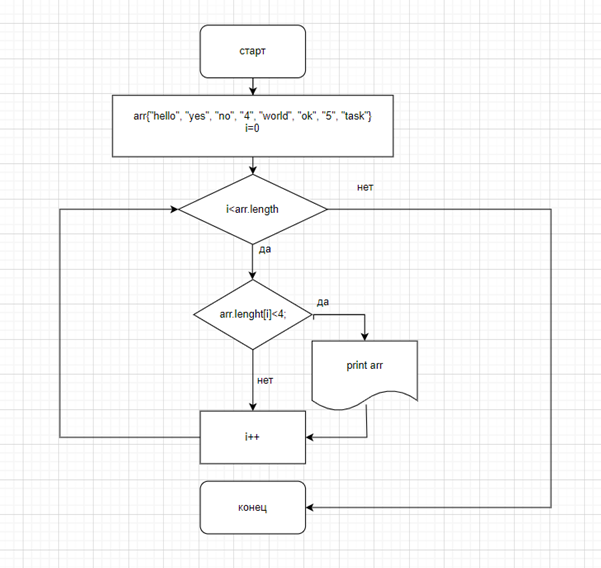 старт
arr{"hello", "yes", "no", "4", "world", "ok", "5", "task"}
i=0
нет
i<arr.length
да
arr.lenght[i]<4;
да
print arr
нет
i++
конец